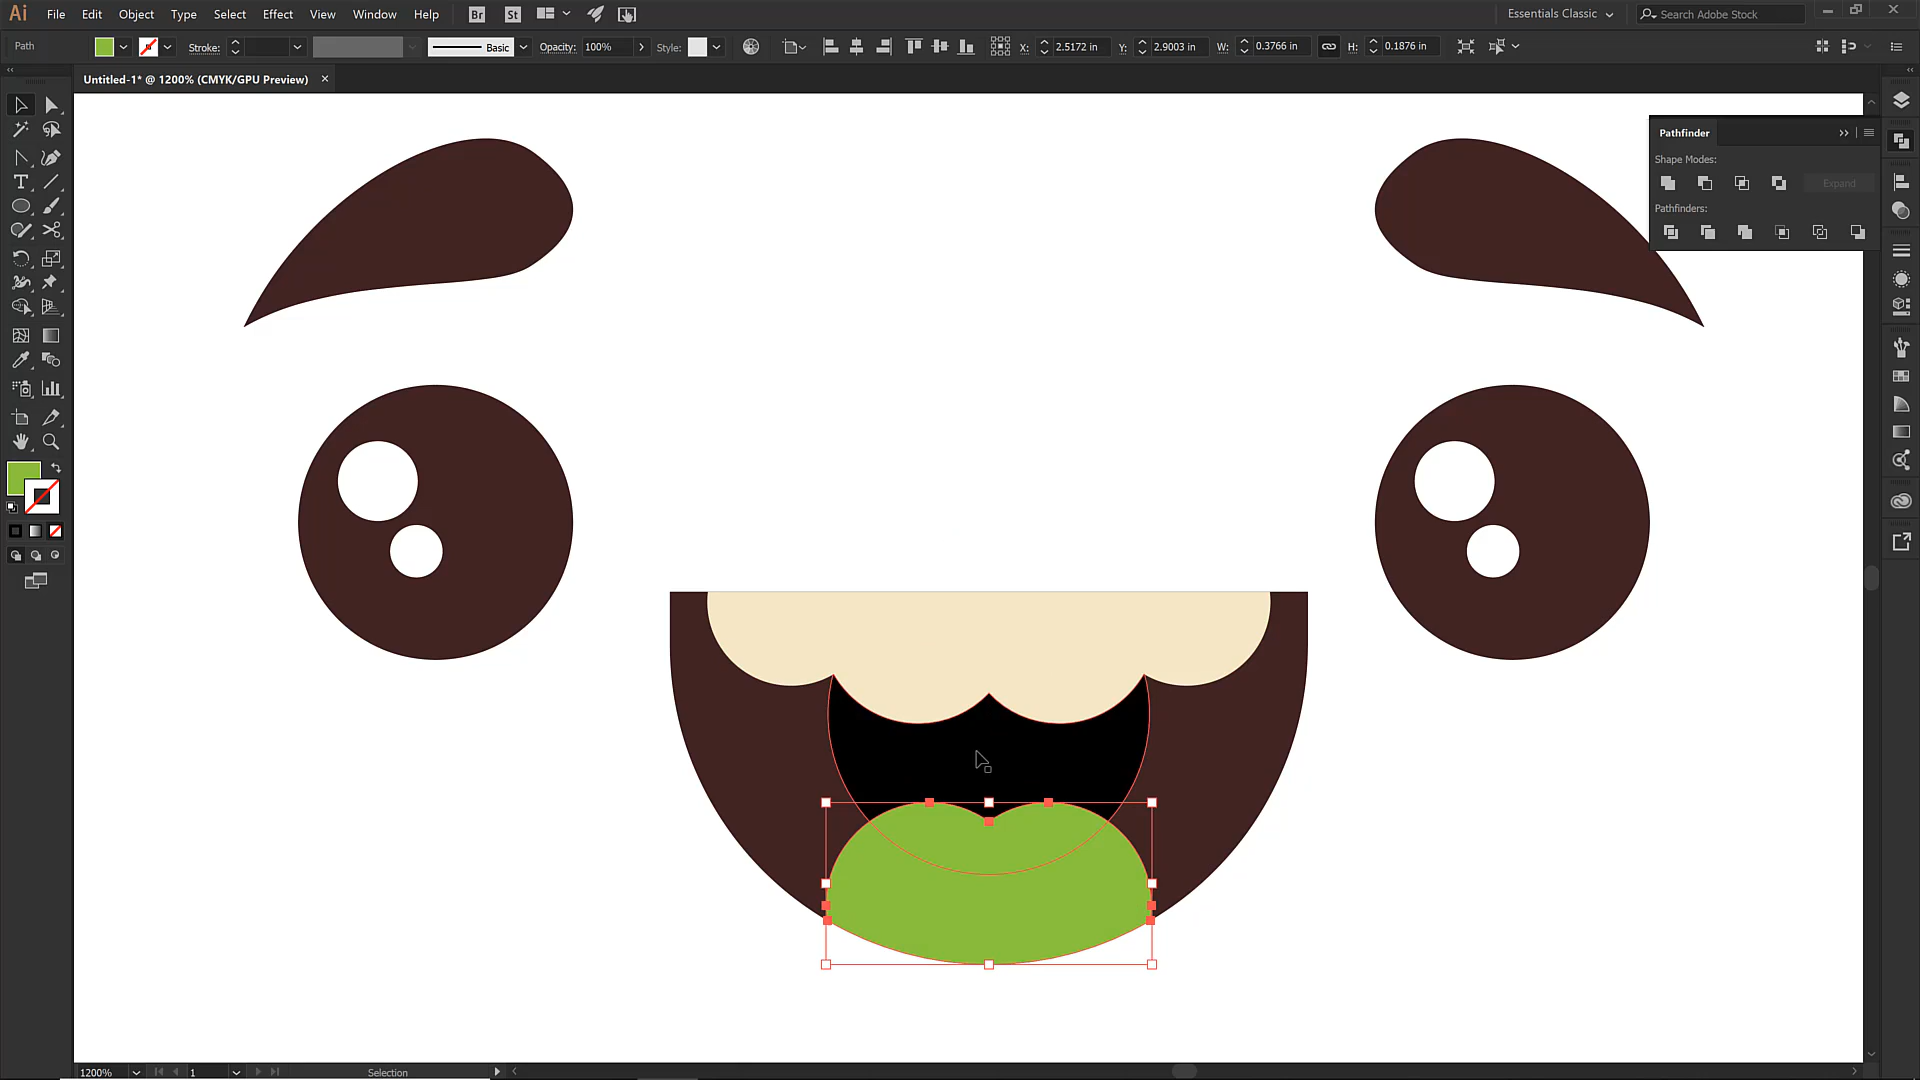 Ai File Edit Object Type Select Effect View Window Help Br St Essentials Classic Search Adobe Stock
Path Stroke: Basic Opacity: 100% Style: X: 2.5172 in Y: 2.9003 in W: 0.3766 in H: 0.1876 in
Untitled-1* @ 1200% (CMYK/GPU Preview)
Pathfinder
Shape Modes:
Expand
Pathfinders:
1200% 1 Selection